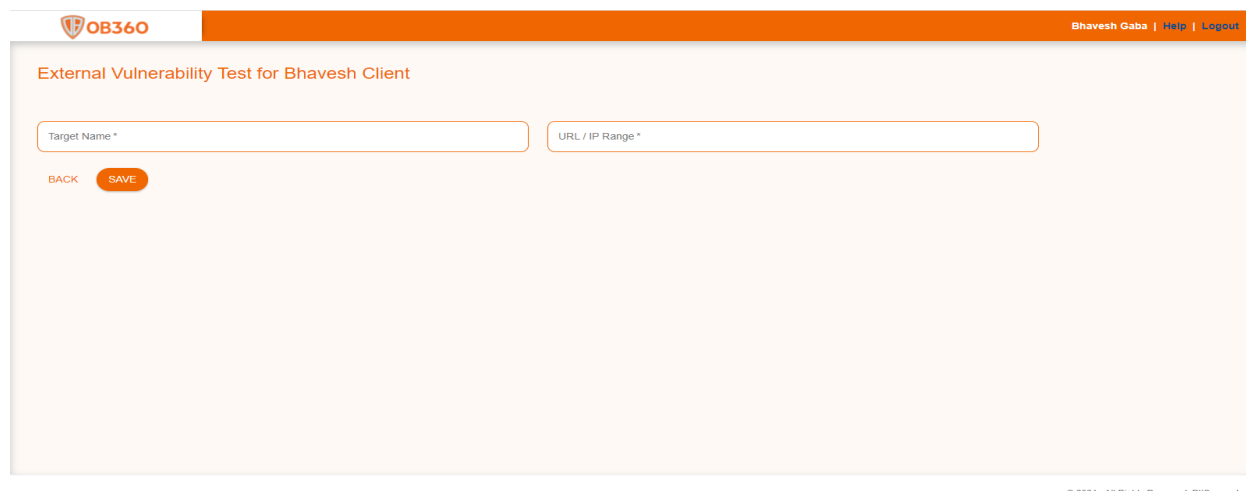 OB360
Bhavesh Gaba | Help | Logout
External Vulnerability Test for Bhavesh Client
Target Name *
URL / IP Range *
BACK
SAVE